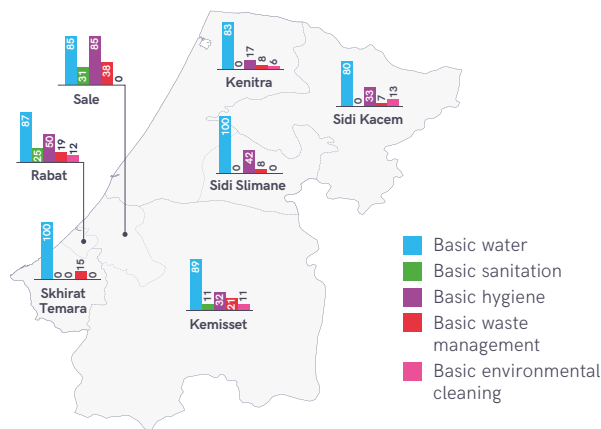 85
31
85
38
0
Sale
83
0
17
8
6
Kenitra
80
0
33
7
13
Sidi Kacem
87
25
50
19
12
Rabat
100
0
42
8
0
Sidi Slimane
100
0
0
15
0
Skhirat
Temara
89
11
32
21
11
Kemisset
Basic water
Basic sanitation
Basic hygiene
Basic waste
management
Basic environmental
cleaning